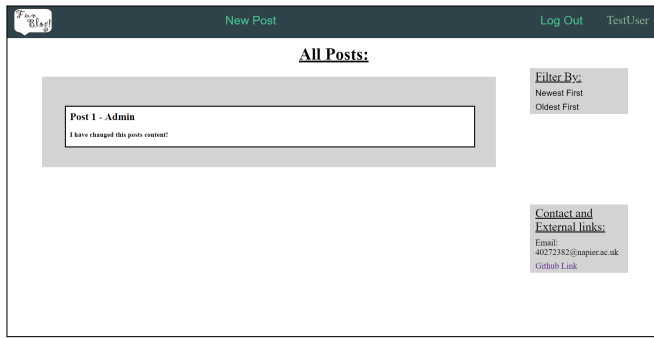 Fun
Blog!
New Post
Log Out
TestUser
All Posts:
Post 1 - Admin
I have changed this posts content!
Filter By:
Newest First
Oldest First
Contact and
External links:
Email:
40272382@napier.ac.uk
Github Link